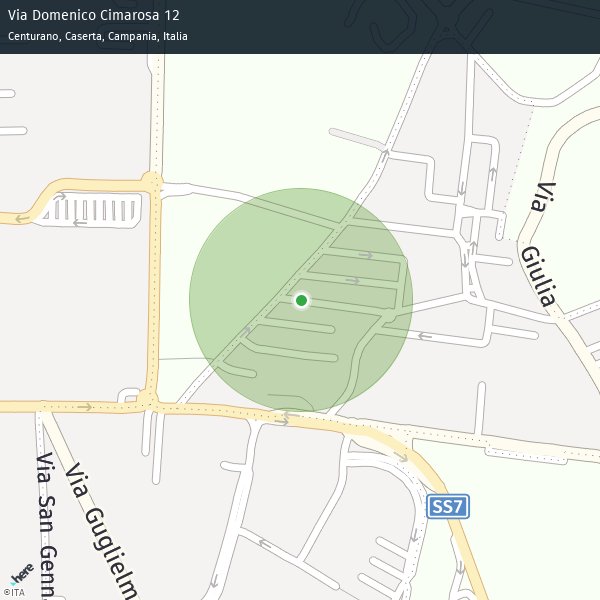 Via Domenico Cimarosa 12
Centurano, Caserta, Campania, Italia
Via Giulia
SS7
Via San Genn
Via Guglielm
here
©ITA